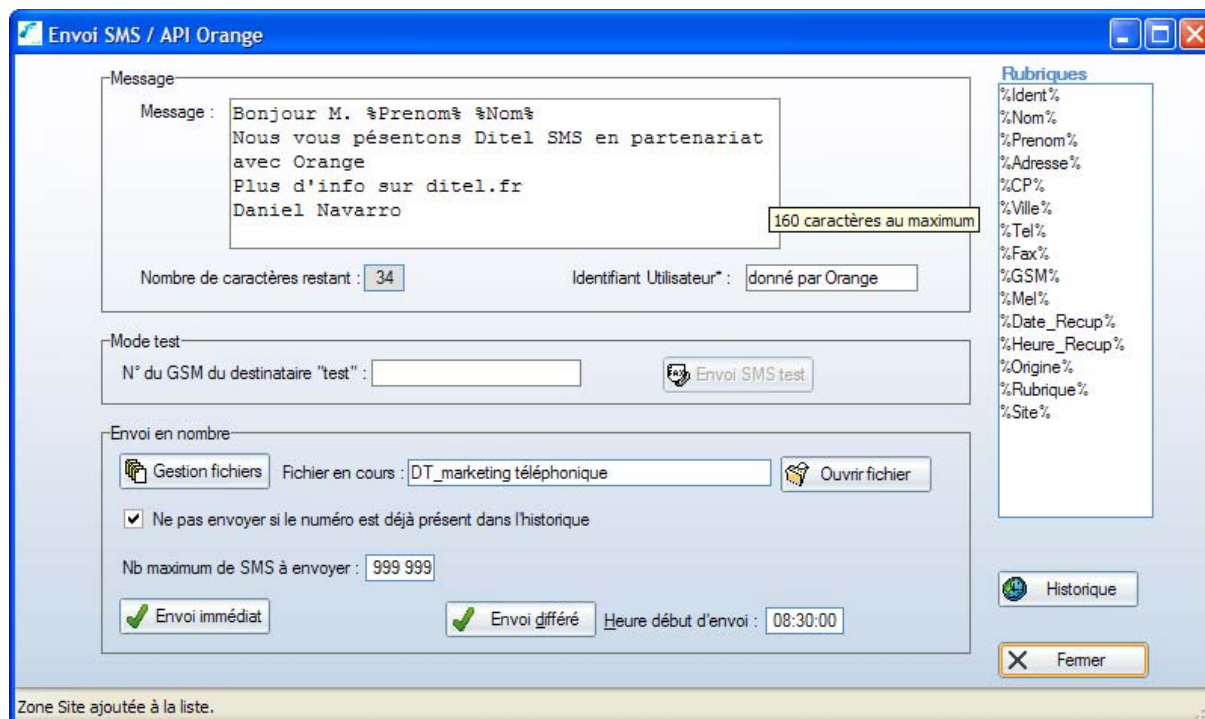 Envoi SMS / API Orange
Message
Message :
Bonjour M. %Prenom% %Nom%
Nous vous pésentons Ditel SMS en partenariat
avec Orange
Plus d'info sur ditel.fr
Daniel Navarro
160 caractères au maximum
Nombre de caractères restant : 34
Identifiant Utilisateur* : donné par Orange
Mode test
N° du GSM du destinataire "test" :
Envoi SMS test
Envoi en nombre
Gestion fichiers
Fichier en cours : DT_marketing téléphonique
Ouvrir fichier
Ne pas envoyer si le numéro est déjà présent dans l'historique
Nb maximum de SMS à envoyer : 999 999
Envoi immédiat
Envoi différé
Heure début d'envoi : 08:30:00
Rubriques
%Ident%
%Nom%
%Prenom%
%Adresse%
%CP%
%Ville%
%Tel%
%Fax%
%GSM%
%Mel%
%Date_Recup%
%Heure_Recup%
%Origine%
%Rubrique%
%Site%
Historique
Fermer
Zone Site ajoutée à la liste.